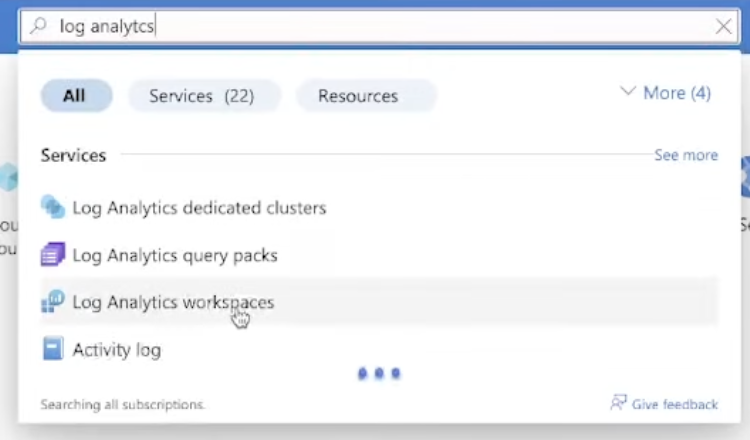 log analytcs
All Services (22) Resources More (4)
Services See more
Log Analytics dedicated clusters
Log Analytics query packs
Log Analytics workspaces
Activity log
Searching all subscriptions. Give feedback